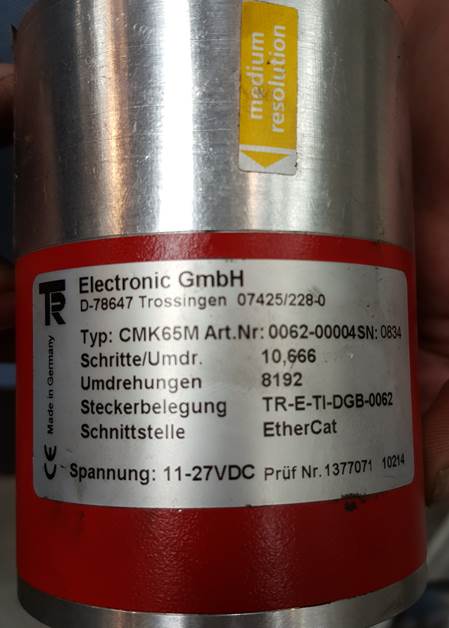 medium
resolution
TR Electronic GmbH
D-78647 Trossingen 07425/228-0
Typ: CMK65M Art.Nr: 0062-00004 SN: 0834
Schritte/Umdr. 10,666
Umdrehungen 8192
Steckerbelegung TR-E-TI-DGB-0062
Schnittstelle EtherCat
Spannung: 11-27VDC Prüf Nr. 1377071 10214
Made in Germany
CE